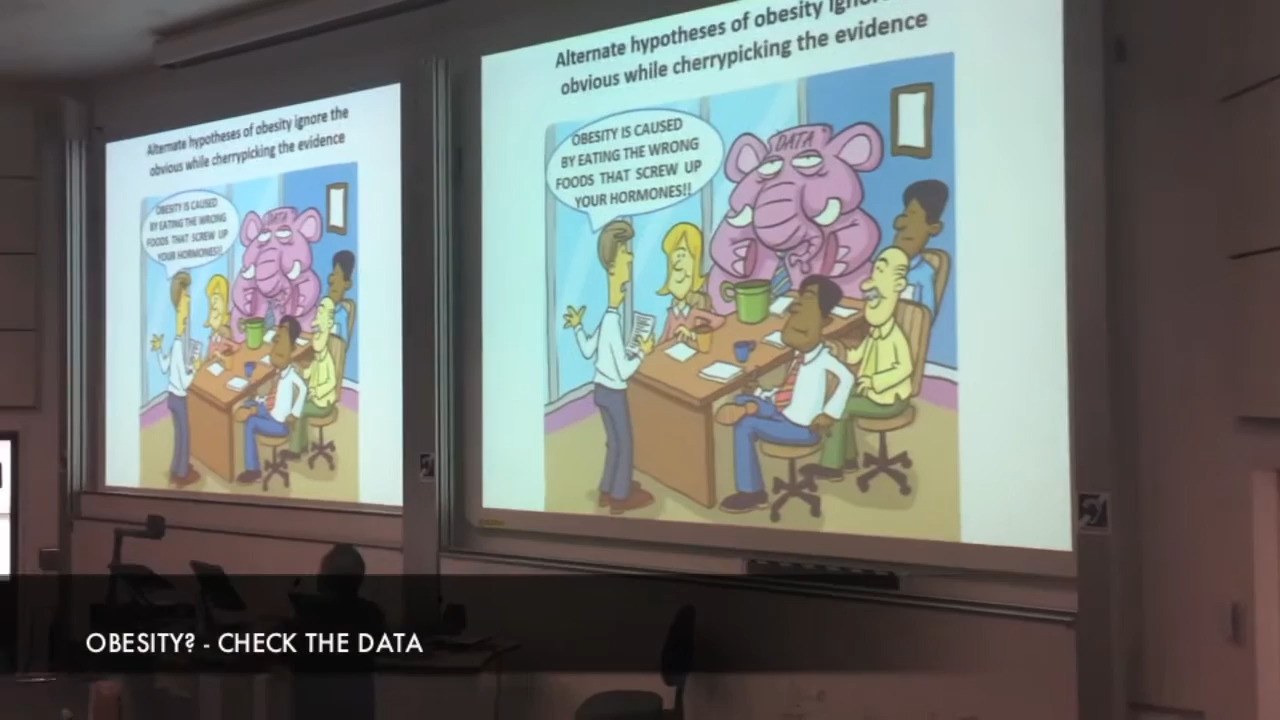 Alternate hypotheses of obesity ignore the
obvious while cherrypicking the evidence
OBESITY IS CAUSED
BY EATING THE WRONG
FOODS THAT SCREW UP
YOUR HORMONES!!
DATA
Alternate hypotheses of obesity
obvious while cherrypicking the evidence
OBESITY IS CAUSED
BY EATING THE WRONG
FOODS THAT SCREW UP
YOUR HORMONES!!
DATA
OBESITY? - CHECK THE DATA